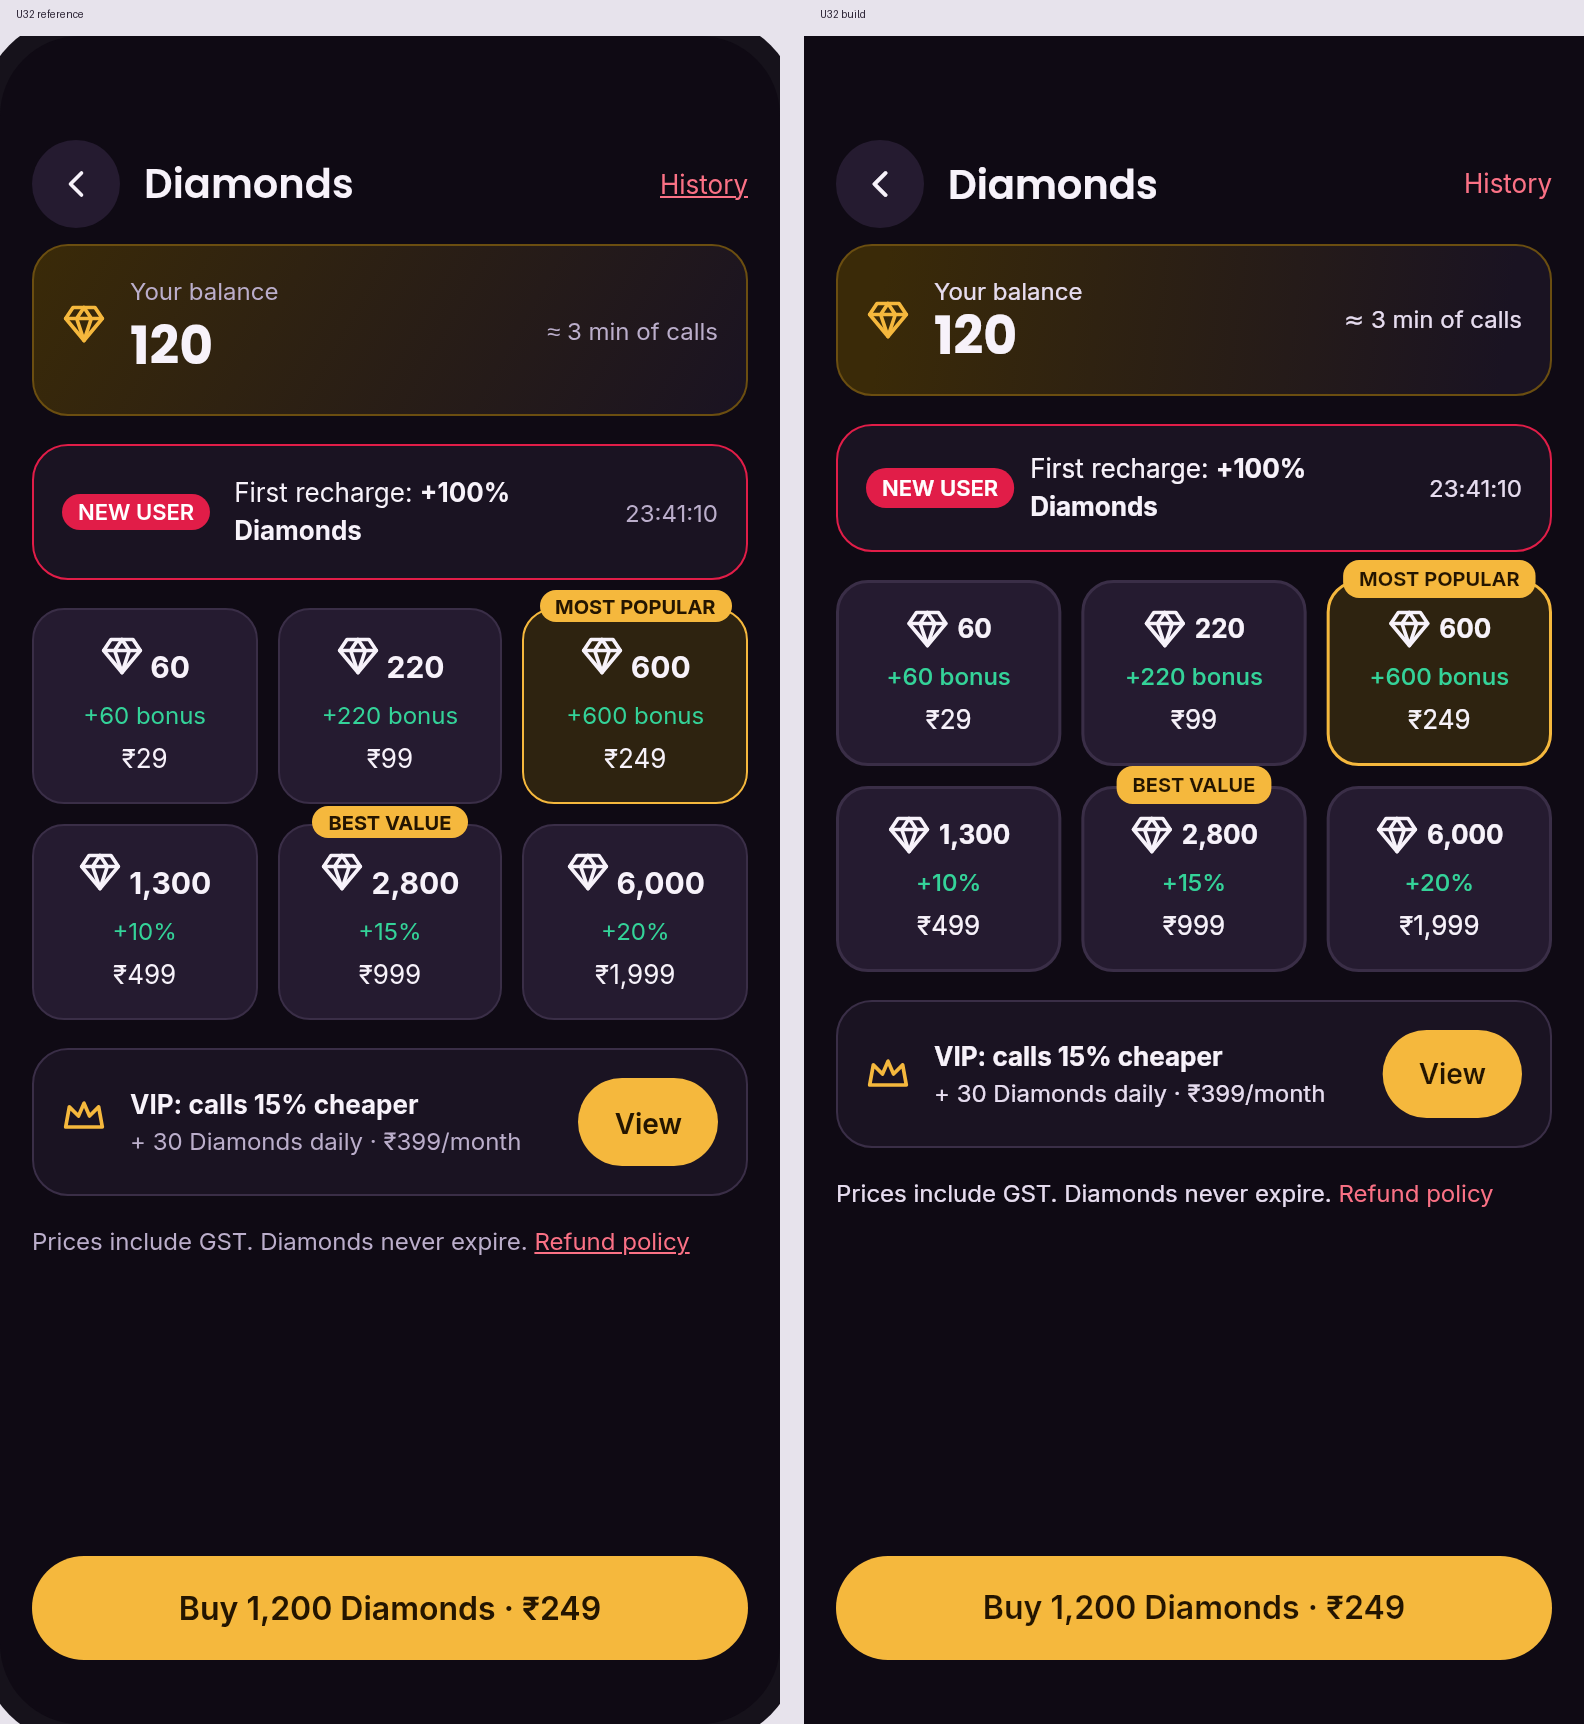 U32 reference
Diamonds
History
Your balance
120
≈ 3 min of calls
NEW USER
First recharge: +100%
Diamonds
23:41:10
MOST POPULAR
60
220
600
+60 bonus
+220 bonus
+600 bonus
₹29
₹99
₹249
BEST VALUE
1,300
2,800
6,000
+10%
+15%
+20%
₹499
₹999
₹1,999
VIP: calls 15% cheaper
+ 30 Diamonds daily · ₹399/month
View
Prices include GST. Diamonds never expire. Refund policy
Buy 1,200 Diamonds · ₹249
U32 build
Diamonds
History
Your balance
120
≈ 3 min of calls
NEW USER
First recharge: +100%
Diamonds
23:41:10
MOST POPULAR
60
220
600
+60 bonus
+220 bonus
+600 bonus
₹29
₹99
₹249
BEST VALUE
1,300
2,800
6,000
+10%
+15%
+20%
₹499
₹999
₹1,999
VIP: calls 15% cheaper
+ 30 Diamonds daily · ₹399/month
View
Prices include GST. Diamonds never expire. Refund policy
Buy 1,200 Diamonds · ₹249